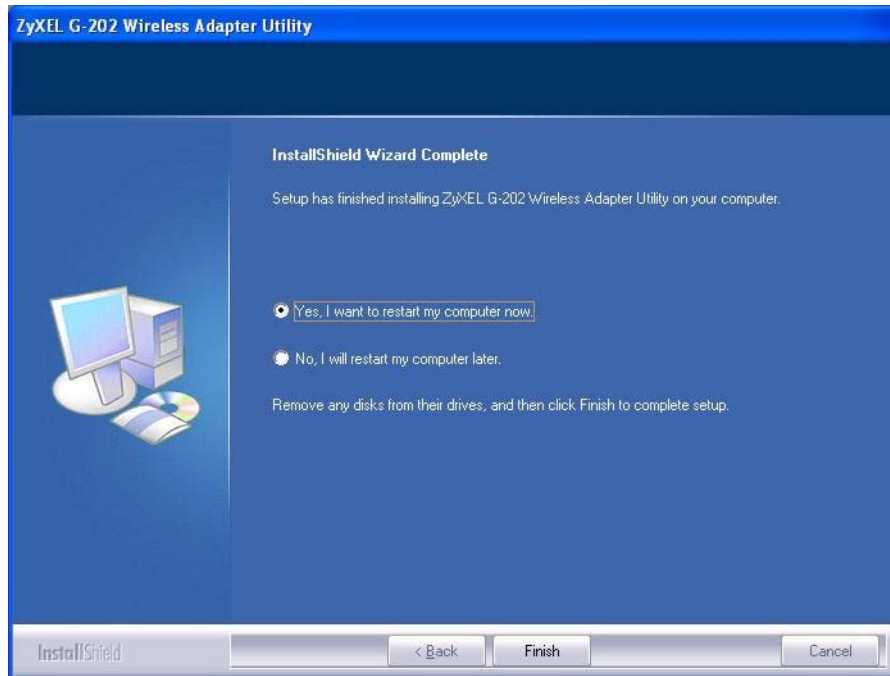 ZyXEL G-202 Wireless Adapter Utility
InstallShield Wizard Complete
Setup has finished installing ZyXEL G-202 Wireless Adapter Utility on your computer.
Yes, I want to restart my computer now.
No, I will restart my computer later.
Remove any disks from their drives, and then click Finish to complete setup.
InstallShield
< Back
Finish
Cancel